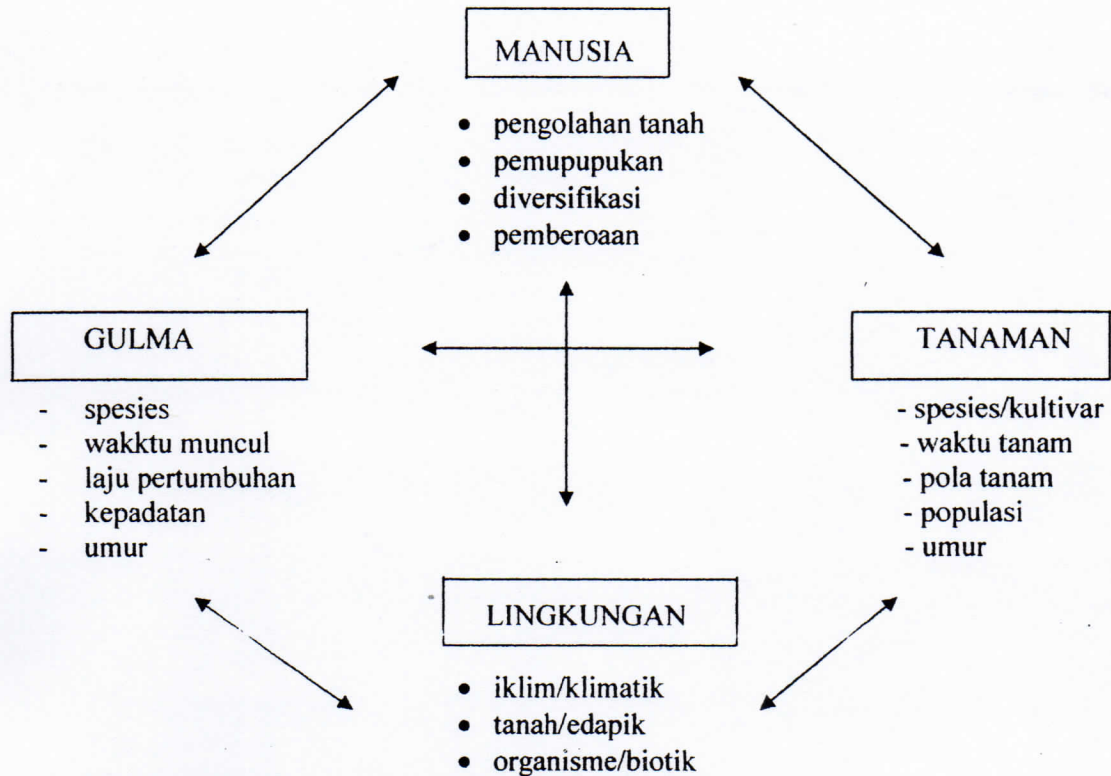 MANUSIA
• pengolahan tanah
• pemupupukan
• diversifikasi
• pemberoaan
GULMA
- spesies
- wakktu muncul
- laju pertumbuhan
- kepadatan
- umur
TANAMAN
- spesies/kultivar
- waktu tanam
- pola tanam
- populasi
- umur
LINGKUNGAN
• iklim/klimatik
• tanah/edapik
• organisme/biotik